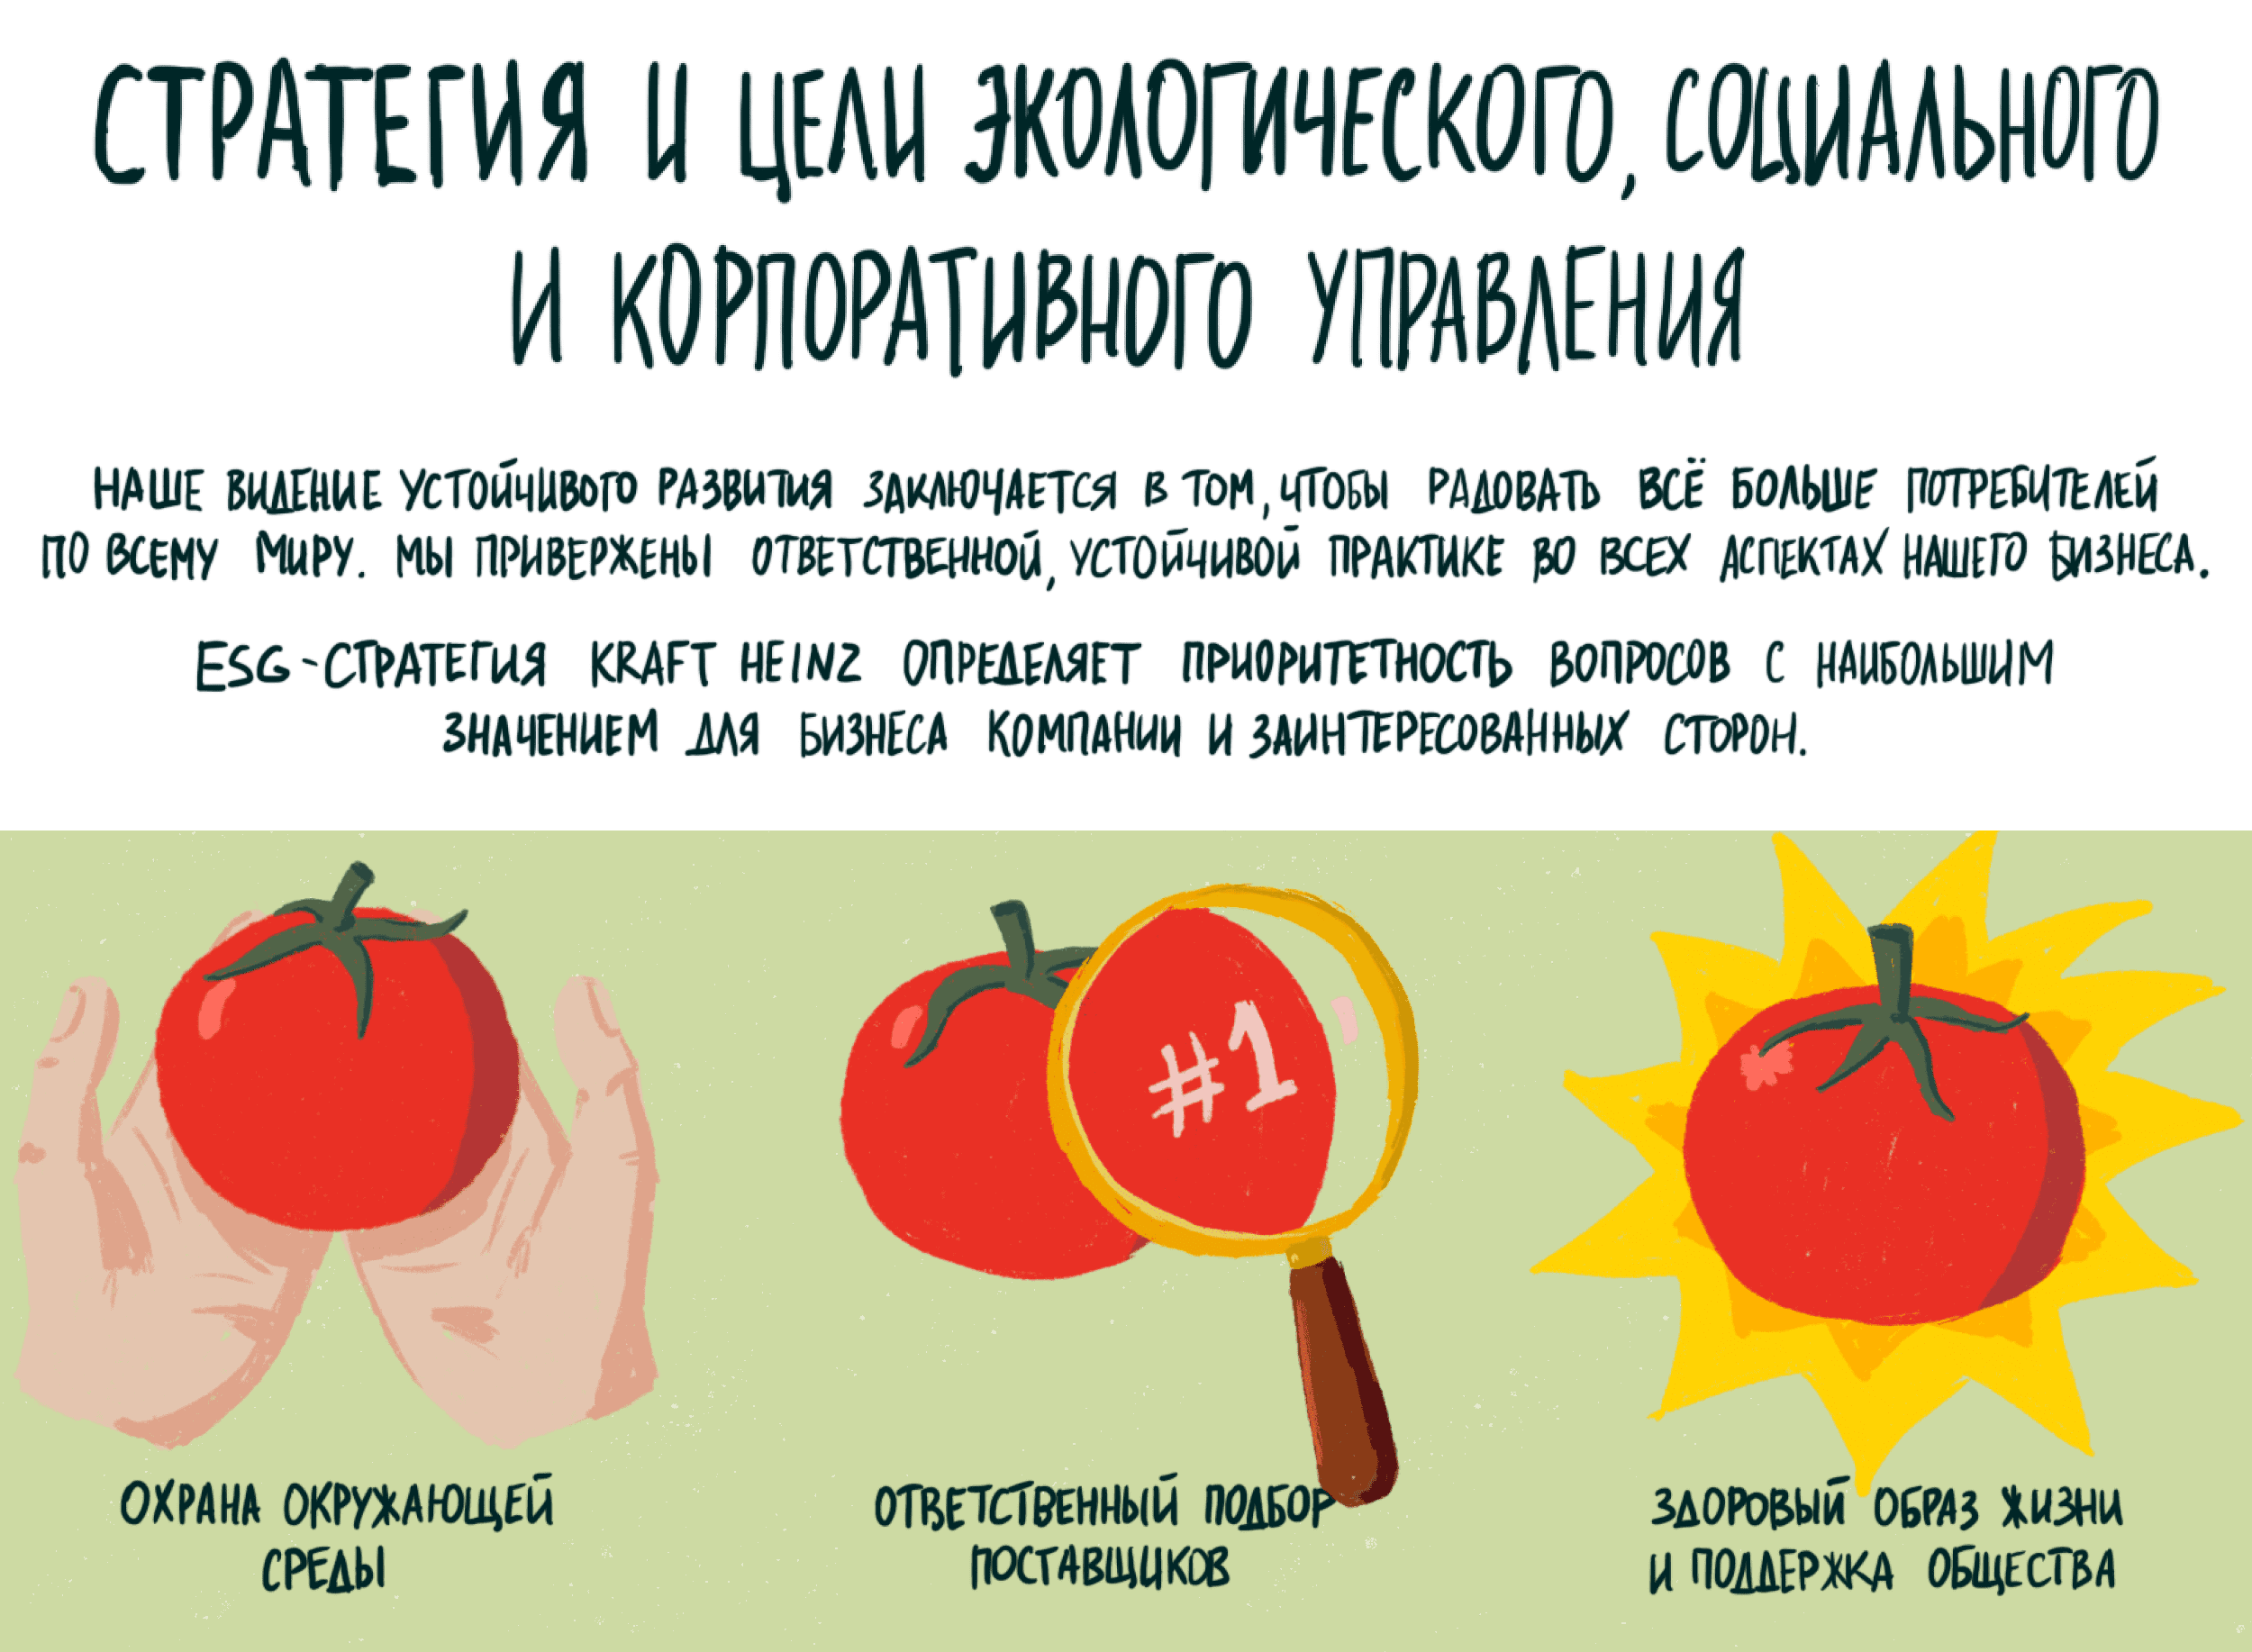 СТРАТЕГИЯ И ЦЕЛИ ЭКОЛОГИЧЕСКОГО, СОЦИАЛЬНОГО
И КОРПОРАТИВНОГО УПРАВЛЕНИЯ
НАШЕ ВИДЕНИЕ УСТОЙЧИВОГО РАЗВИТИЯ ЗАКЛЮЧАЕТСЯ В ТОМ, ЧТОБЫ РАДОВАТЬ ВСЁ БОЛЬШЕ ПОТРЕБИТЕЛЕЙ
ПО ВСЕМУ МИРУ. МЫ ПРИВЕРЖЕНЫ ОТВЕТСТВЕННОЙ, УСТОЙЧИВОЙ ПРАКТИКЕ ВО ВСЕХ АСПЕКТАХ НАШЕГО БИЗНЕСА.
ESG-СТРАТЕГИЯ KRAFT HEINZ ОПРЕДЕЛЯЕТ ПРИОРИТЕТНОСТЬ ВОПРОСОВ С НАИБОЛЬШИМ
ЗНАЧЕНИЕМ ДЛЯ БИЗНЕСА КОМПАНИИ И ЗАИНТЕРЕСОВАННЫХ СТОРОН.
#1
ОХРАНА ОКРУЖАЮЩЕЙ
СРЕДЫ
ОТВЕТСТВЕННЫЙ ПОДБОР
ПОСТАВЩИКОВ
ЗДОРОВЫЙ ОБРАЗ ЖИЗНИ
И ПОДДЕРЖКА ОБЩЕСТВА